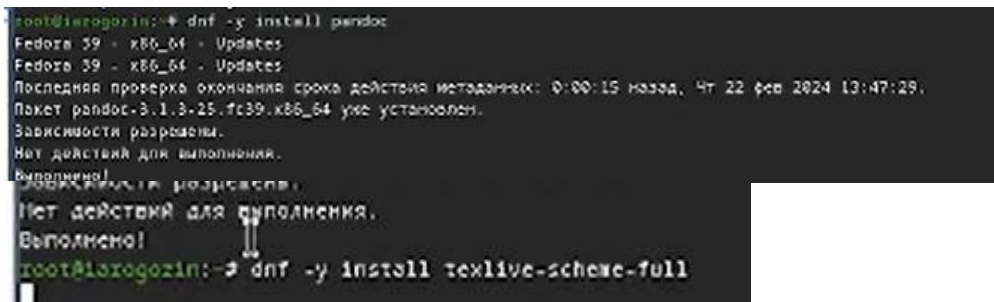 root@iarogozin:~# dnf -y install pandoc
Fedora 39 - x86_64 - Updates
Fedora 39 - x86_64 - Updates
Последняя проверка окончания срока действия метаданных: 0:00:15 назад, Чт 22 фев 2024 13:47:29.
Пакет pandoc-3.1.3-25.fc39.x86_64 уже установлен.
Зависимости разрешены.
Нет действий для выполнения.
Выполнено!
Зависимости разрешены.
Нет действий для выполнения.
Выполнено!
root@iarogozin:~# dnf -y install texlive-scheme-full